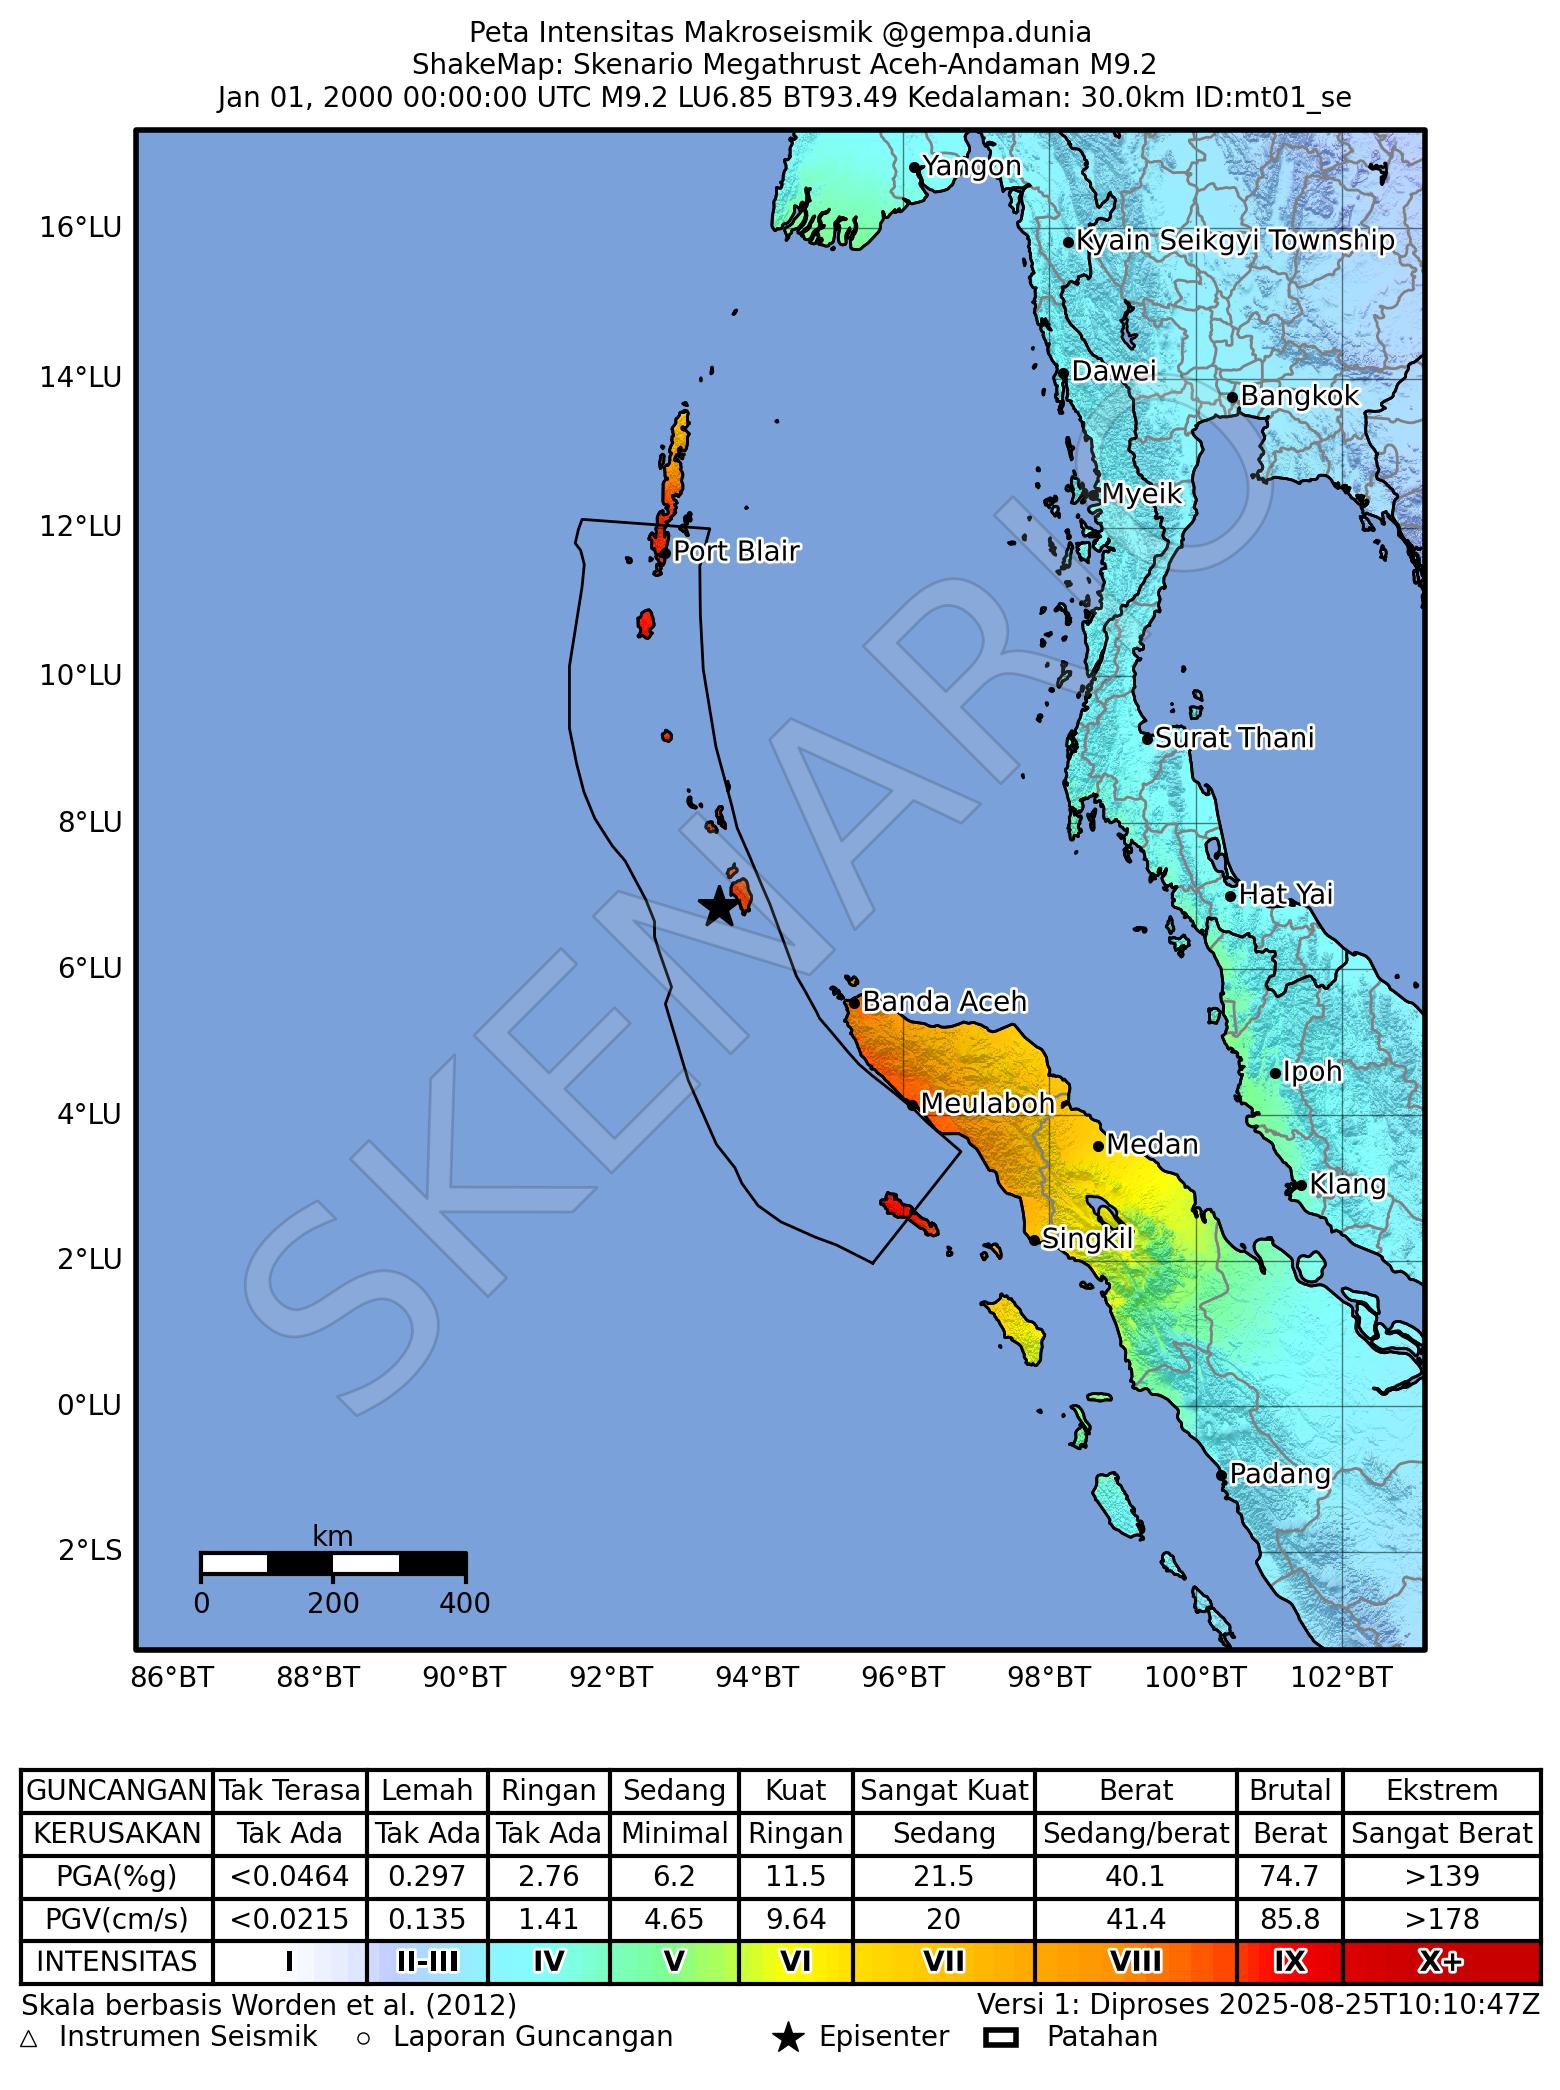 Peta Intensitas Makroseismik @gempa.dunia
ShakeMap: Skenario Megathrust Aceh-Andaman M9.2
Jan 01, 2000 00:00:00 UTC M9.2 LU6.85 BT93.49 Kedalaman: 30.0km ID:mt01_se
Yangon
16°LU
Kyain Seikgyi Township
14°LU
Dawei
Bangkok
Myeik
12°LU
Port Blair
10°LU
Surat Thani
8°LU
Hat Yai
6°LU
Banda Aceh
Ipoh
4°LU
Meulaboh
Medan
Klang
2°LU
Singkil
SKENARIO
0°LU
Padang
2°LS
km
0 200 400
86°BT 88°BT 90°BT 92°BT 94°BT 96°BT 98°BT 100°BT 102°BT
GUNCANGAN Tak Terasa Lemah Ringan Sedang Kuat Sangat Kuat Berat Brutal Ekstrem
KERUSAKAN Tak Ada Tak Ada Tak Ada Minimal Ringan Sedang Sedang/berat Berat Sangat Berat
PGA(%g) <0.0464 0.297 2.76 6.2 11.5 21.5 40.1 74.7 >139
PGV(cm/s) <0.0215 0.135 1.41 4.65 9.64 20 41.4 85.8 >178
INTENSITAS I II-III IV V VI VII VIII IX X+
Skala berbasis Worden et al. (2012) Versi 1: Diproses 2025-08-25T10:10:47Z
Instrumen Seismik Laporan Guncangan Episenter Patahan